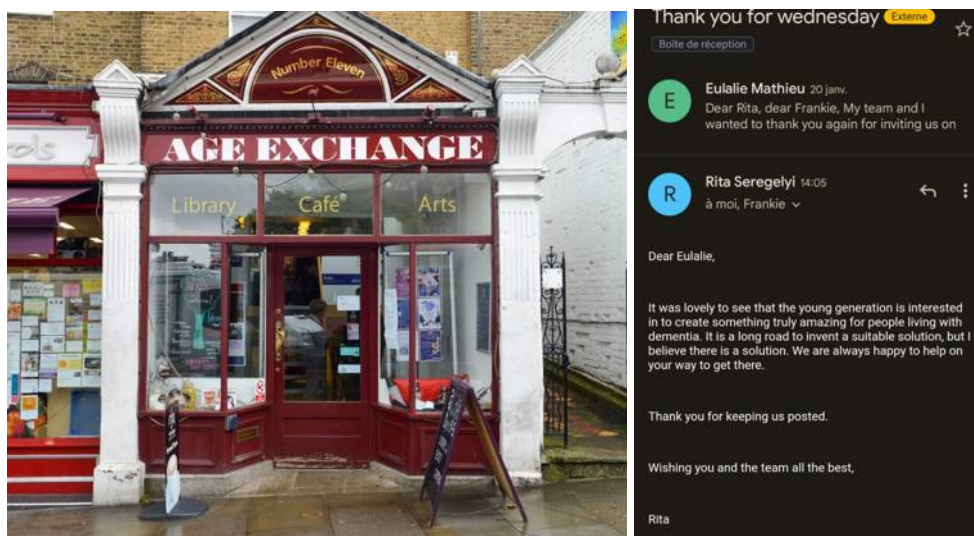 Number Eleven
AGE EXCHANGE
Library Café Arts
Thank you for wednesday Externe
Boîte de réception
E
Eulalie Mathieu 20 janv.
Dear Rita, dear Frankie, My team and I
wanted to thank you again for inviting us on
R
Rita Seregelyi 14:05
à moi, Frankie
Dear Eulalie,
It was lovely to see that the young generation is interested
in to create something truly amazing for people living with
dementia. It is a long road to invent a suitable solution, but I
believe there is a solution. We are always happy to help on
your way to get there.
Thank you for keeping us posted.
Wishing you and the team all the best,
Rita